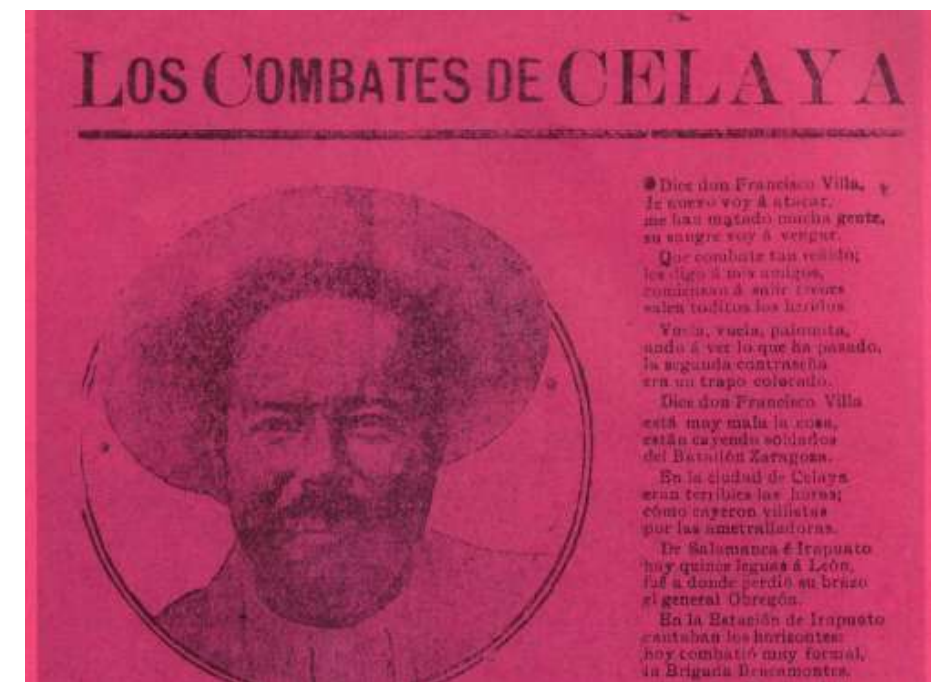 LOS COMBATES DE CELAYA
Dice don Francisco Villa,
de nuevo voy á atacar,
me han matado mucha gente,
su sangre voy á vengar.
Que combate tan reñido;
les digo á mis amigos,
comienzan á salir trenes
salen toditos los heridos
Vuela, vuela, palomita,
anda á ver lo que ha pasado,
la segunda contraseña
era un trapo colorado.
Dice don Francisco Villa
está muy mala la cosa,
están cayendo soldados
del Batallón Zaragoza.
En la ciudad de Celaya
eran terribles las horas;
cómo cayeron villistas
por las ametralladoras.
De Salamanca é Irapuato
hay quince leguas á León,
fué a donde perdió su brazo
el general Obregón.
En la Estación de Irapuato
cantaban los horizontes:
hoy combatió muy formal,
la Brigada Bracamontes.